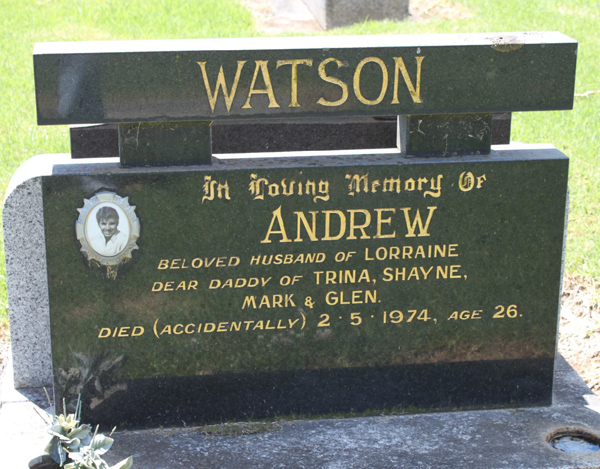 WATSON
In Loving Memory Of
ANDREW
BELOVED HUSBAND OF LORRAINE
DEAR DADDY OF TRINA, SHAYNE,
MARK & GLEN.
DIED (ACCIDENTALLY) 2·5·1974, AGE 26.